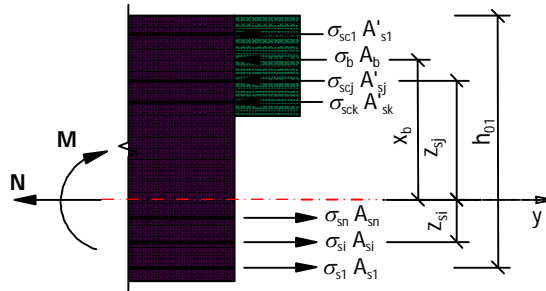 σsc1 A's1
σb Ab
σscj A'sj
σsck A'sk
xb
zsj
h01
M
N
y
zsi
σsn Asn
σsi Asi
σs1 As1